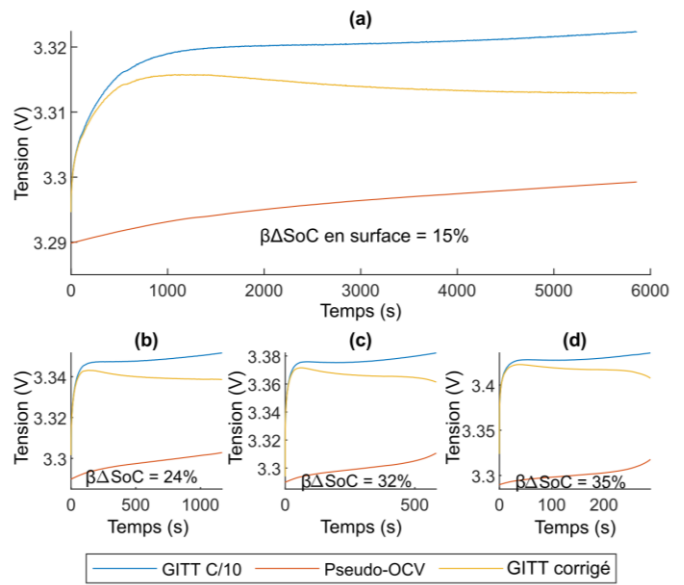 (a)
Tension (V)
3.32
3.31
3.3
3.29
βΔSoC en surface = 15%
0 1000 2000 3000 4000 5000 6000
Temps (s)
(b)
Tension (V)
3.34
3.32
3.3
βΔSoC = 24%
0 500 1000
Temps (s)
(c)
Tension (V)
3.38
3.36
3.34
3.32
3.3
βΔSoC = 32%
0 500
Temps (s)
(d)
Tension (V)
3.4
3.35
3.3
βΔSoC = 35%
0 100 200
Temps (s)
GITT C/10 Pseudo-OCV GITT corrigé